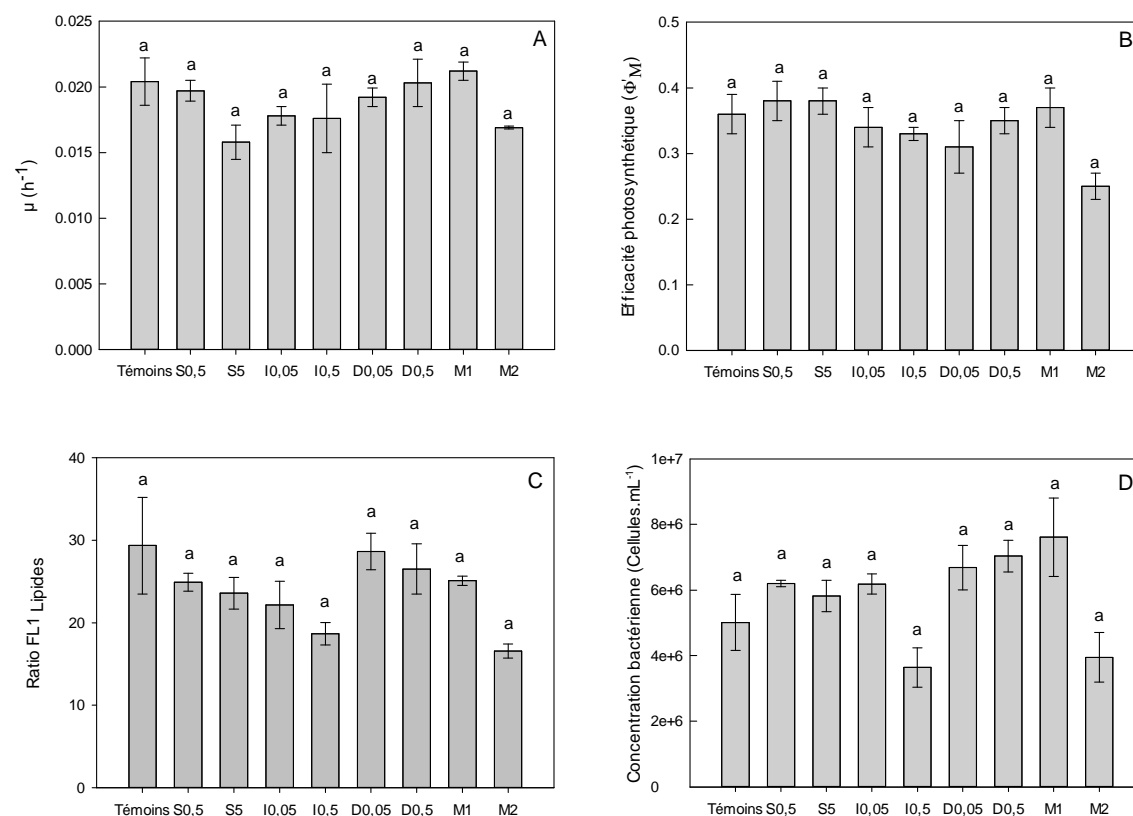 A
µ (h-1)
0.025
0.020
0.015
0.010
0.005
0.000
a a a a a a a a a
Témoins S0,5 S5 I0,05 I0,5 D0,05 D0,5 M1 M2
B
Efficacité photosynthétique (Φ'M)
0.5
0.4
0.3
0.2
0.1
0.0
a a a a a a a a a
Témoins S0,5 S5 I0,05 I0,5 D0,05 D0,5 M1 M2
C
Ratio FL1 Lipides
40
30
20
10
0
a a a a a a a a a
Témoins S0,5 S5 I0,05 I0,5 D0,05 D0,5 M1 M2
D
Concentration bactérienne (Cellules.mL-1)
1e+7
8e+6
6e+6
4e+6
2e+6
0
a a a a a a a a a
Témoins S0,5 S5 I0,05 I0,5 D0,05 D0,5 M1 M2